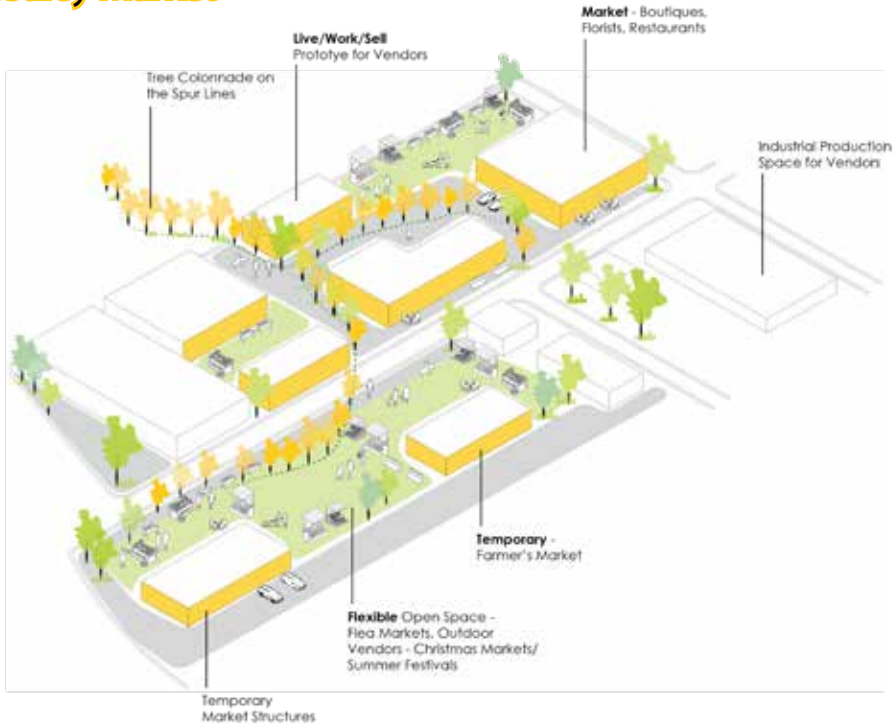 Market
Market - Boutiques,
Florists, Restaurants
Live/Work/Sell
Prototye for Vendors
Tree Colonnade on
the Spur Lines
Industrial Production
Space for Vendors
Temporary -
Farmer's Market
Flexible Open Space -
Flea Markets, Outdoor
Vendors - Christmas Markets/
Summer Festivals
Temporary
Market Structures